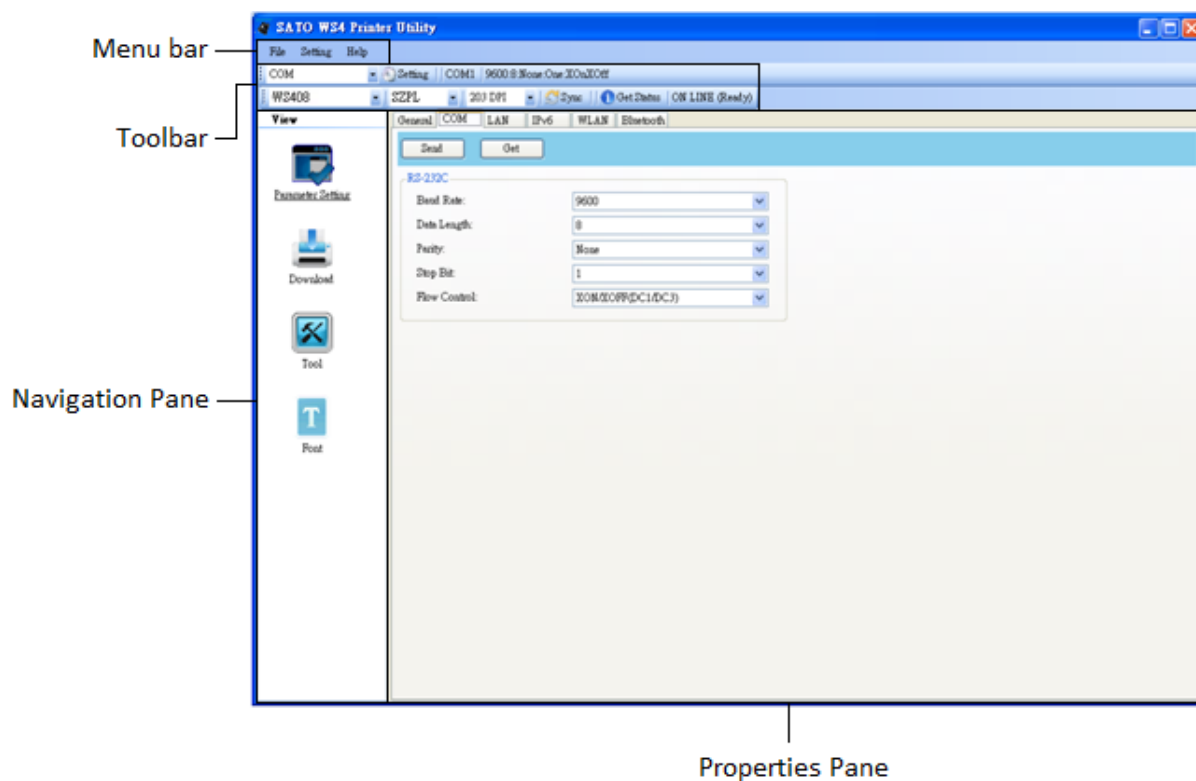 SATO WS4 Printer Utility
Menu bar
File Setting Help
COM Setting COM1 9600:8:None:One:XOnXOff
WS408 SZPL 203 DPI Sync Get Status ON LINE (Ready)
Toolbar
View
General COM LAN IPv6 WLAN Bluetooth
Send Get
Parameter Setting
RS-232C
Baud Rate: 9600
Data Length: 8
Parity: None
Stop Bit: 1
Flow Control: XON/XOFF(DC1/DC3)
Download
Tool
Navigation Pane
T
Font
Properties Pane